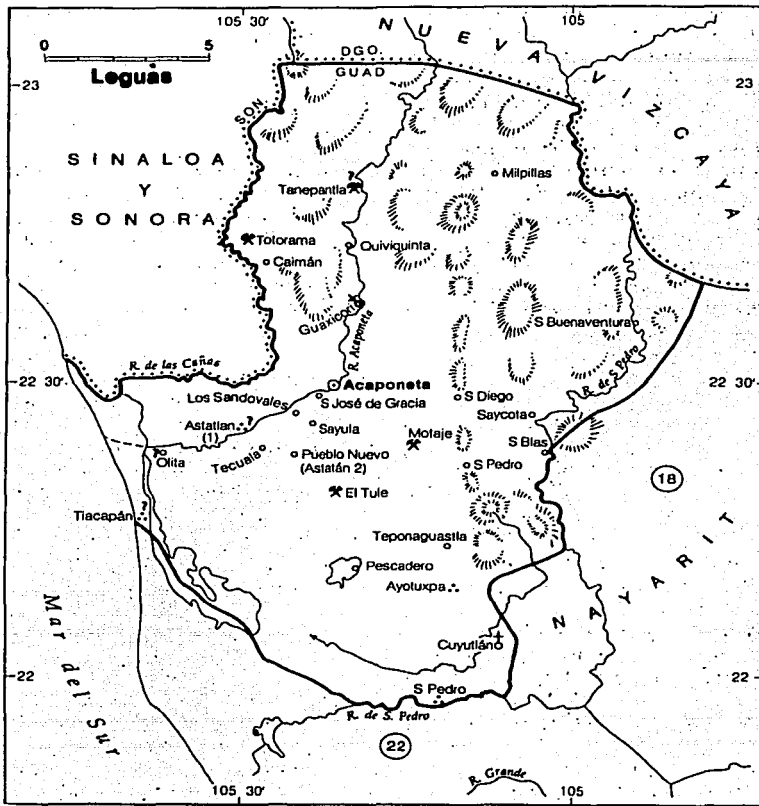 105 30'
105
0 5
Leguas
N U E V A
V I Z C A Y A
DGO.
GUAD
SON.
23
23
S I N A L O A
Y
S O N O R A
Tanepantla
?
Milpillas
Totorama
Caimán
Quiviquinta
Guaxicori
R. Acaponeta
S Buenaventura
R. de S. Pedro
R. de las Cañas
22 30'
22 30'
Acaponeta
Los Sandovales
S José de Gracia
S Diego
Saycota
Astatlan ?
(1)
Sayula
Motaje
S Blas
Olita
Tecuala
Pueblo Nuevo
(Astatán 2)
S Pedro
18
El Tule
Tiacapán
?
Teponaguastla
Pescadero
Ayotuxpa
N A Y A R I T
Mar del Sur
Cuyutlán
22
22
S Pedro
R. de S. Pedro
22
R. Grande
105 30'
105